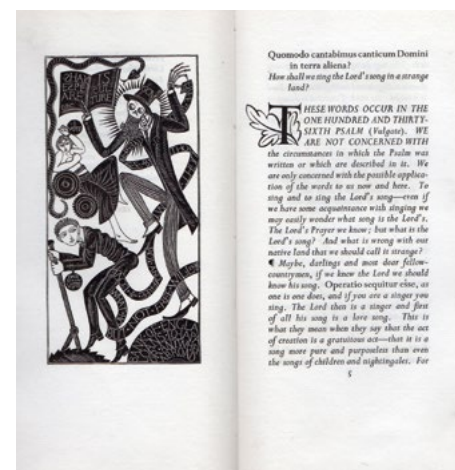 Quomodo cantabimus canticum Domini
in terra aliena?
How shall we sing the Lord's song in a strange
land?
THESE WORDS OCCUR IN THE
ONE HUNDRED AND THIRTY-
SIXTH PSALM (Vulgate). WE
ARE NOT CONCERNED WITH
the circumstances in which the Psalm was
written or which are described in it. We
are only concerned with the possible applica-
tion of the words to us now and here. To
sing and to sing the Lord's song—even if
we have some acquaintance with singing we
may easily wonder what song is the Lord's.
The Lord's Prayer we know; but what is the
Lord's song? And what is wrong with our
native land that we should call it strange?
¶ Maybe, darlings and most dear fellow-
countrymen, if we knew the Lord we should
know his song. Operatio sequitur esse, as
one is one does, and if you are a singer you
sing. The Lord then is a singer and first
of all his song is a love song. This is
what they mean when they say that the act
of creation is a gratuitous act—that it is a
song more pure and purposeless than even
the songs of children and nightingales. For
5